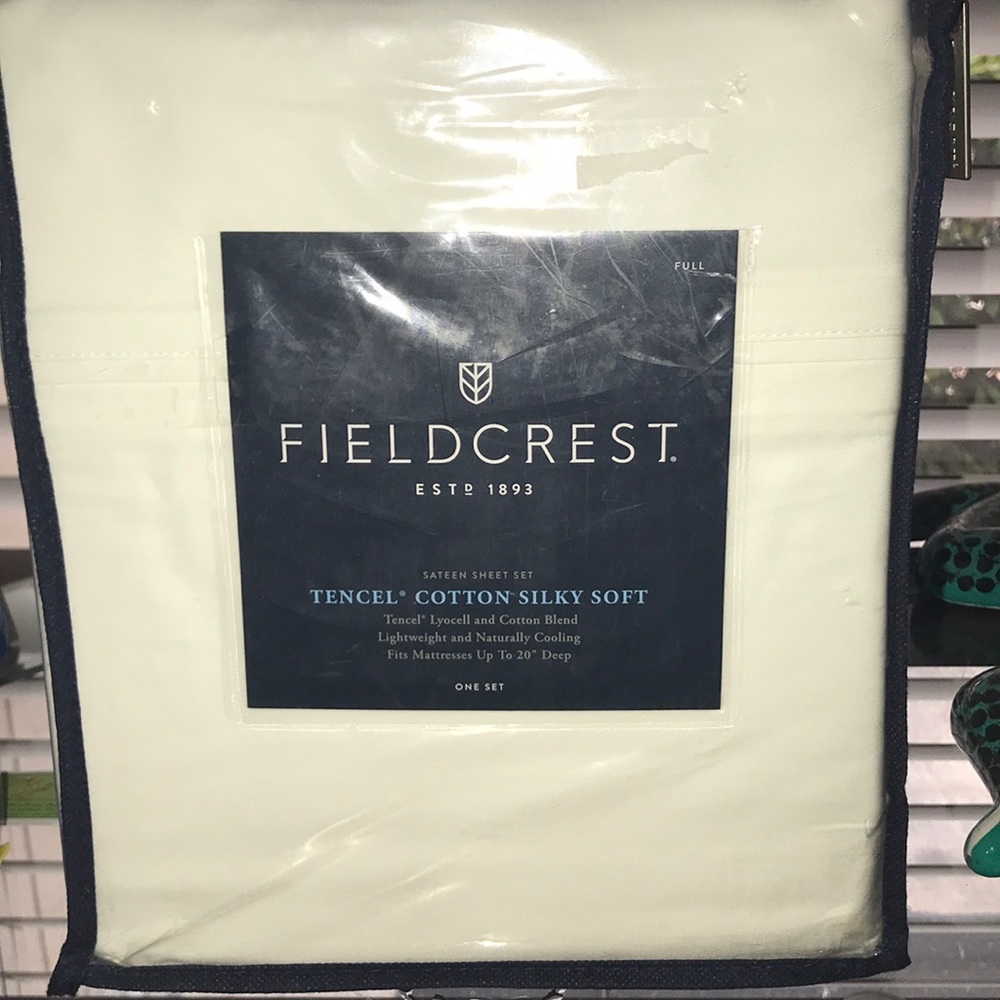 FULL
FIELDCREST®
ESTD 1893
SATEEN SHEET SET
TENCEL® COTTON SILKY SOFT
Tencel® Lyocell and Cotton Blend
Lightweight and Naturally Cooling
Fits Mattresses Up To 20" Deep
ONE SET